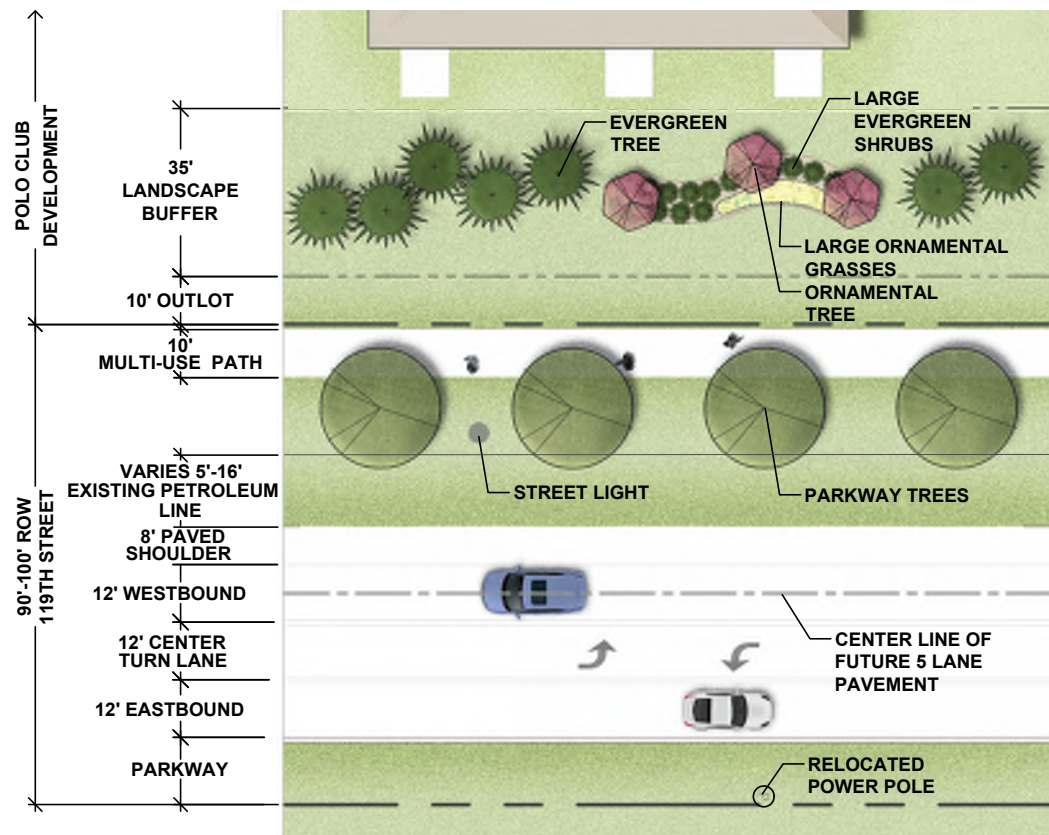 POLO CLUB
DEVELOPMENT
35'
LANDSCAPE
BUFFER
10' OUTLOT
EVERGREEN
TREE
LARGE
EVERGREEN
SHRUBS
LARGE ORNAMENTAL
GRASSES
ORNAMENTAL
TREE
90'-100' ROW
119TH STREET
10'
MULTI-USE PATH
VARIES 5'-16'
EXISTING PETROLEUM
LINE
8' PAVED
SHOULDER
12' WESTBOUND
12' CENTER
TURN LANE
12' EASTBOUND
PARKWAY
STREET LIGHT
PARKWAY TREES
CENTER LINE OF
FUTURE 5 LANE
PAVEMENT
RELOCATED
POWER POLE